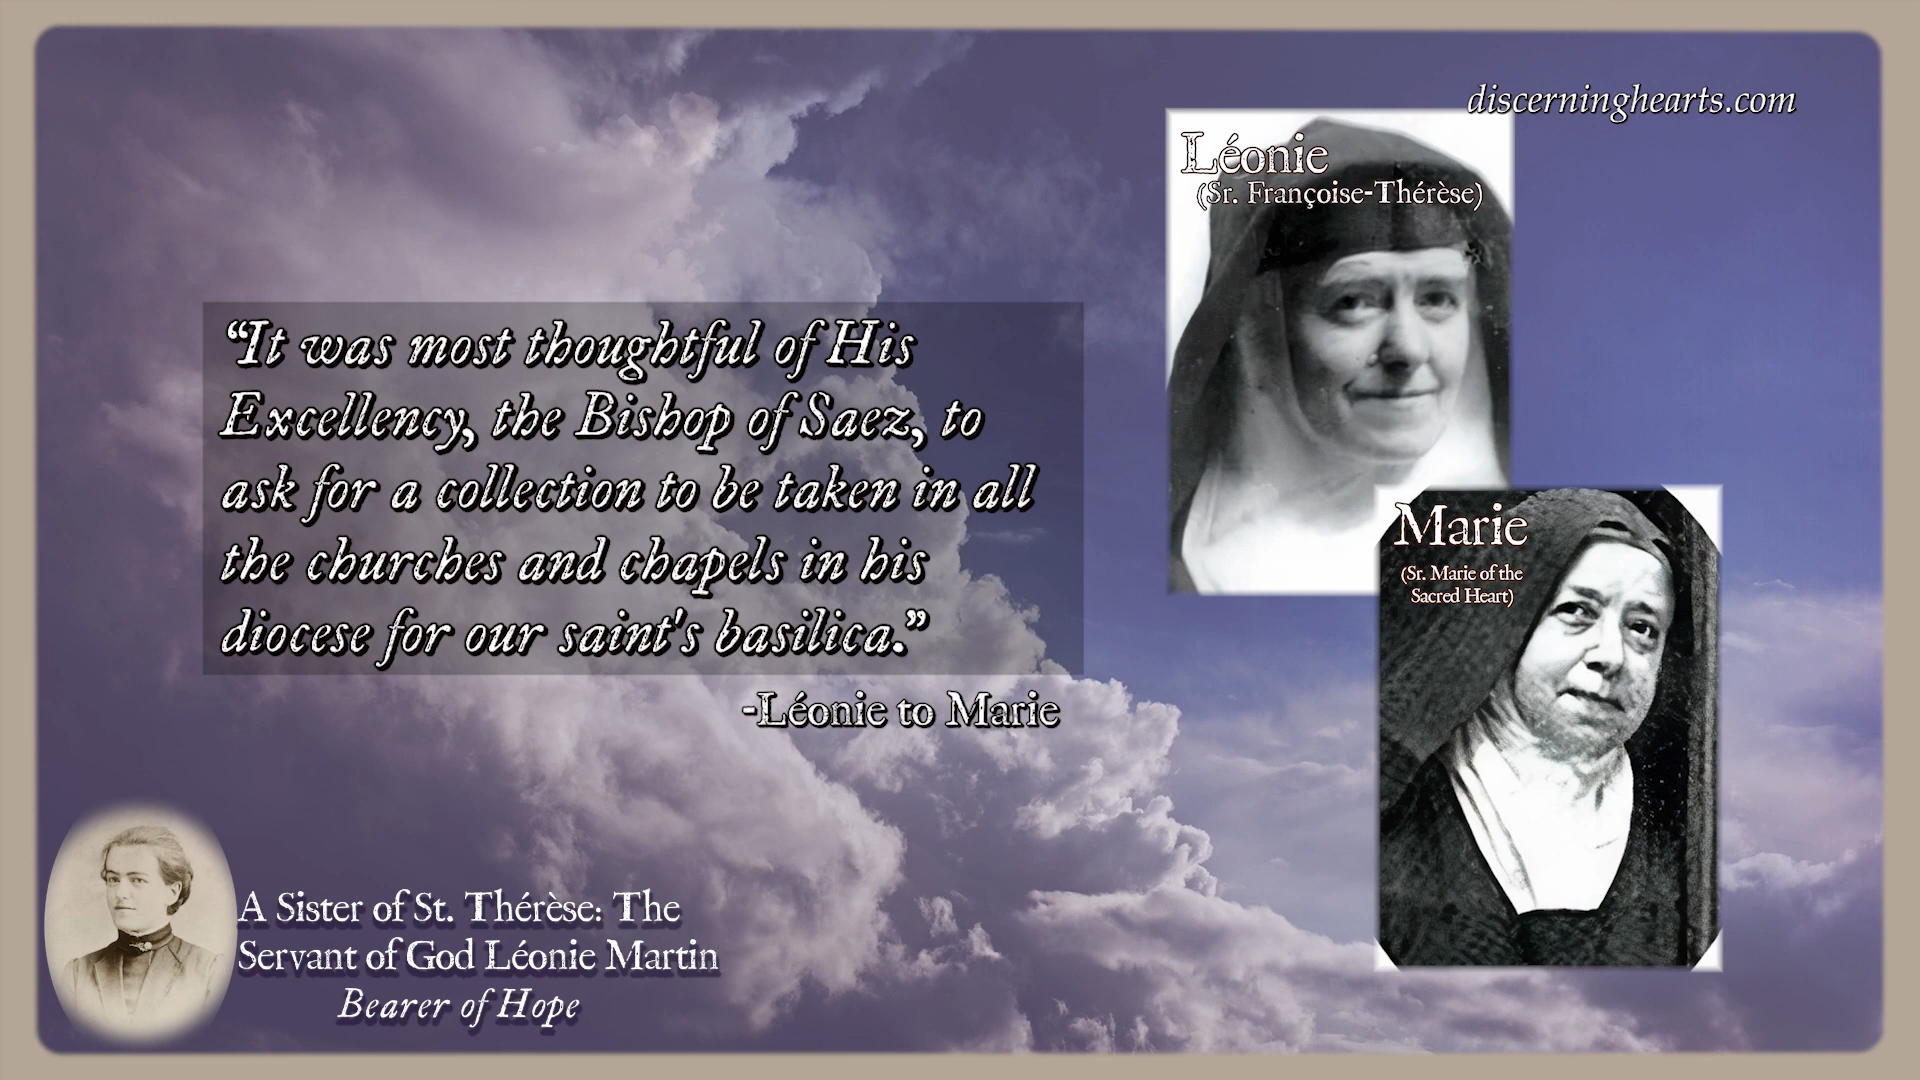 discerninghearts.com
Léonie
(Sr. Françoise-Thérèse)
“It was most thoughtful of His
Excellency, the Bishop of Saez, to
ask for a collection to be taken in all
the churches and chapels in his
diocese for our saint's basilica.”
-Léonie to Marie
Marie
(Sr. Marie of the
Sacred Heart)
A Sister of St. Thérèse: The
Servant of God Léonie Martin
Bearer of Hope